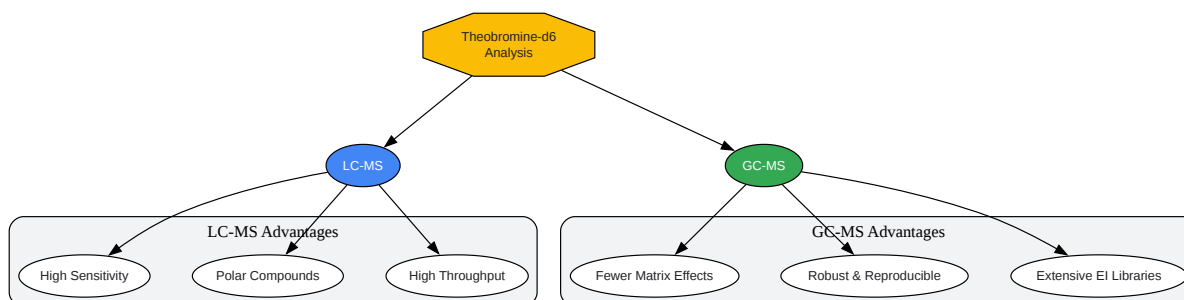 Theobromine-d6
Analysis
LC-MS
GC-MS
LC-MS Advantages
GC-MS Advantages
High Sensitivity
Polar Compounds
High Throughput
Fewer Matrix Effects
Robust & Reproducible
Extensive EI Libraries